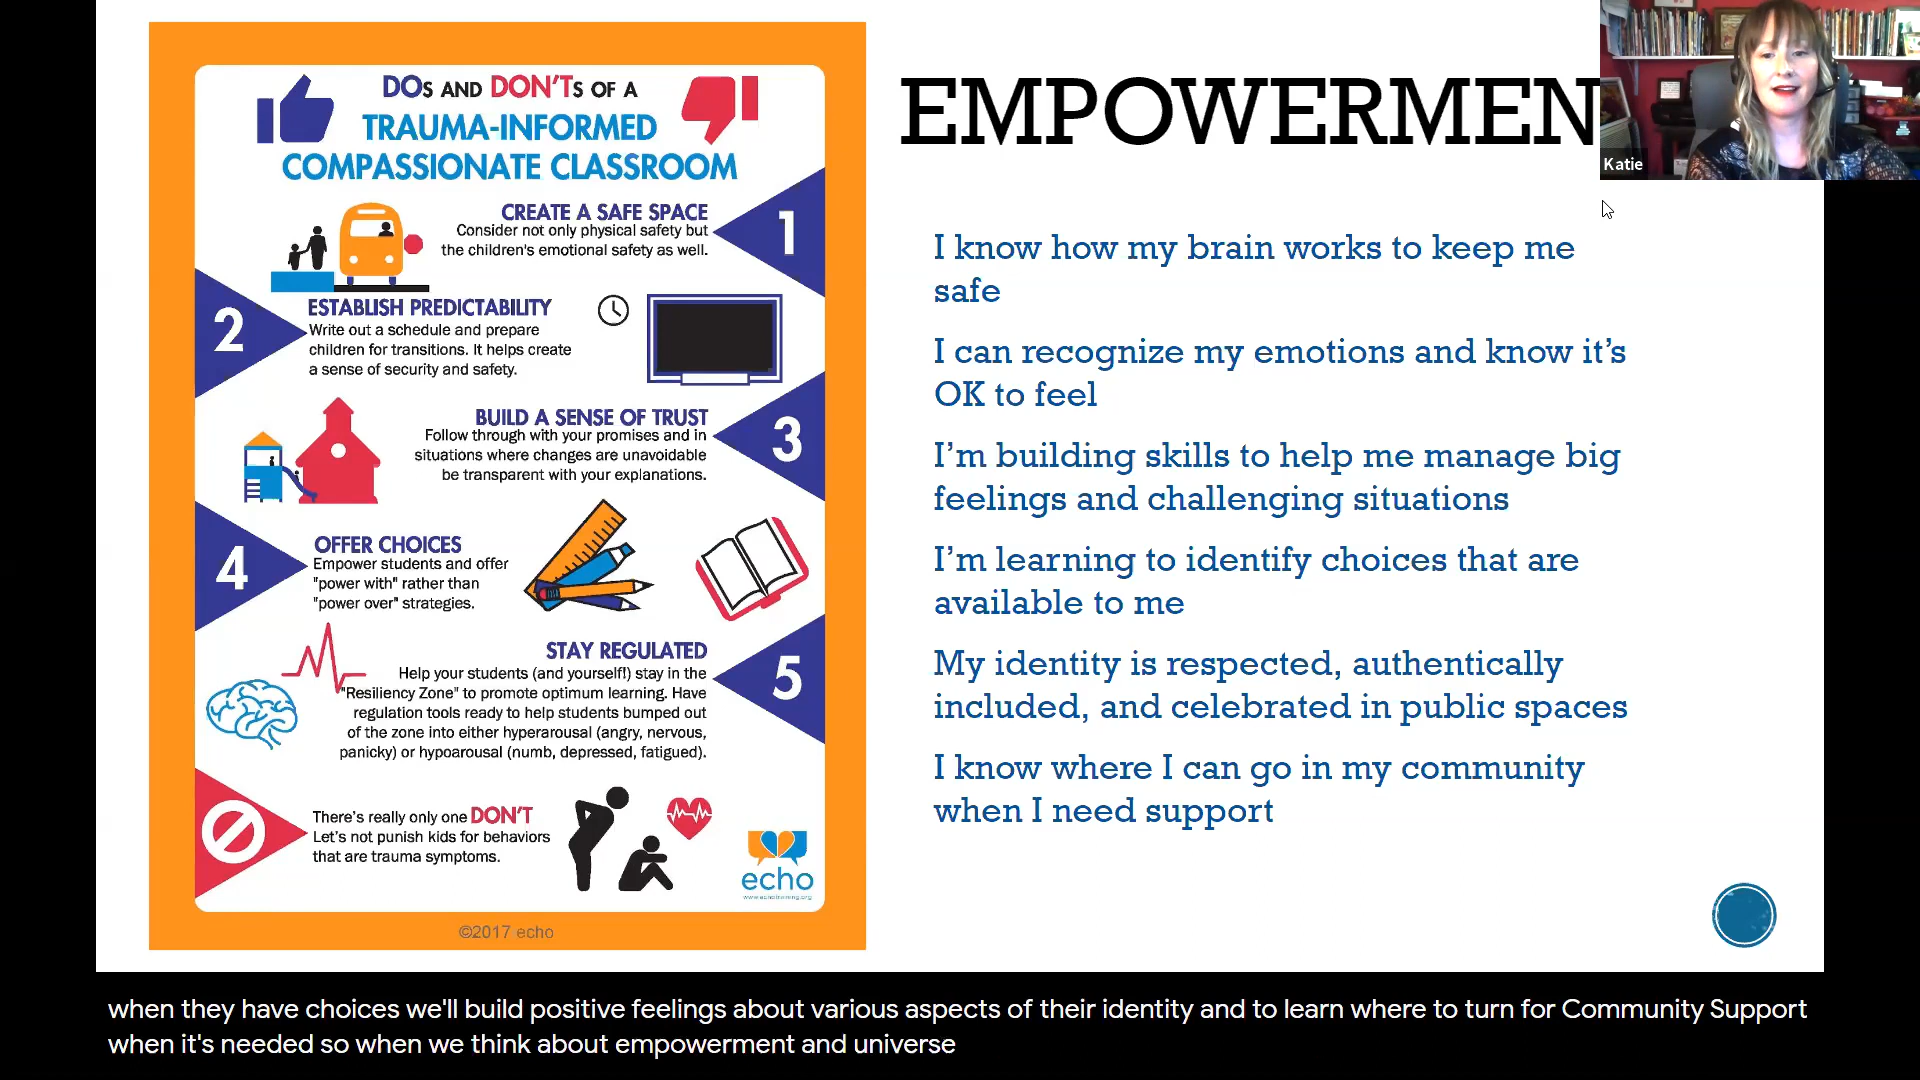 DOs AND DON'Ts OF A
TRAUMA-INFORMED
COMPASSIONATE CLASSROOM
CREATE A SAFE SPACE
Consider not only physical safety but
the children's emotional safety as well.
1
2
ESTABLISH PREDICTABILITY
Write out a schedule and prepare
children for transitions. It helps create
a sense of security and safety.
BUILD A SENSE OF TRUST
Follow through with your promises and in
situations where changes are unavoidable
be transparent with your explanations.
3
4
OFFER CHOICES
Empower students and offer
"power with" rather than
"power over" strategies.
STAY REGULATED
Help your students (and yourself!) stay in the
"Resiliency Zone" to promote optimum learning. Have
regulation tools ready to help students bumped out
of the zone into either hyperarousal (angry, nervous,
panicky) or hypoarousal (numb, depressed, fatigued).
5
There's really only one DON'T
Let's not punish kids for behaviors
that are trauma symptoms.
echo
www.echotraining.org
©2017 echo
EMPOWERMEN
Katie
I know how my brain works to keep me
safe
I can recognize my emotions and know it's
OK to feel
I'm building skills to help me manage big
feelings and challenging situations
I'm learning to identify choices that are
available to me
My identity is respected, authentically
included, and celebrated in public spaces
I know where I can go in my community
when I need support
when they have choices we'll build positive feelings about various aspects of their identity and to learn where to turn for Community Support
when it's needed so when we think about empowerment and universe